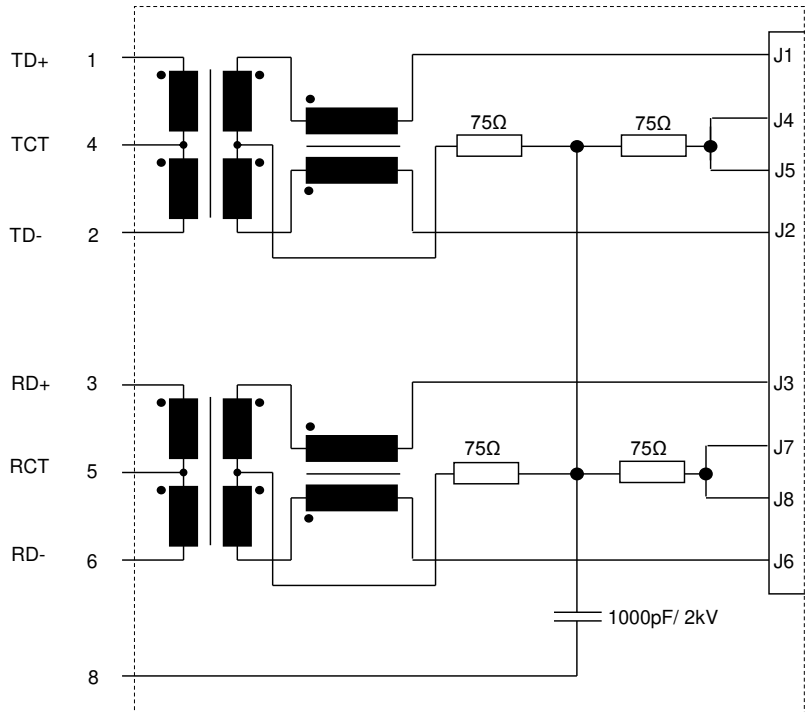 TD+ 1
J1
75Ω
75Ω
J4
TCT 4
J5
TD- 2
J2
RD+ 3
J3
75Ω
75Ω
J7
RCT 5
J8
RD- 6
J6
1000pF/ 2kV
8